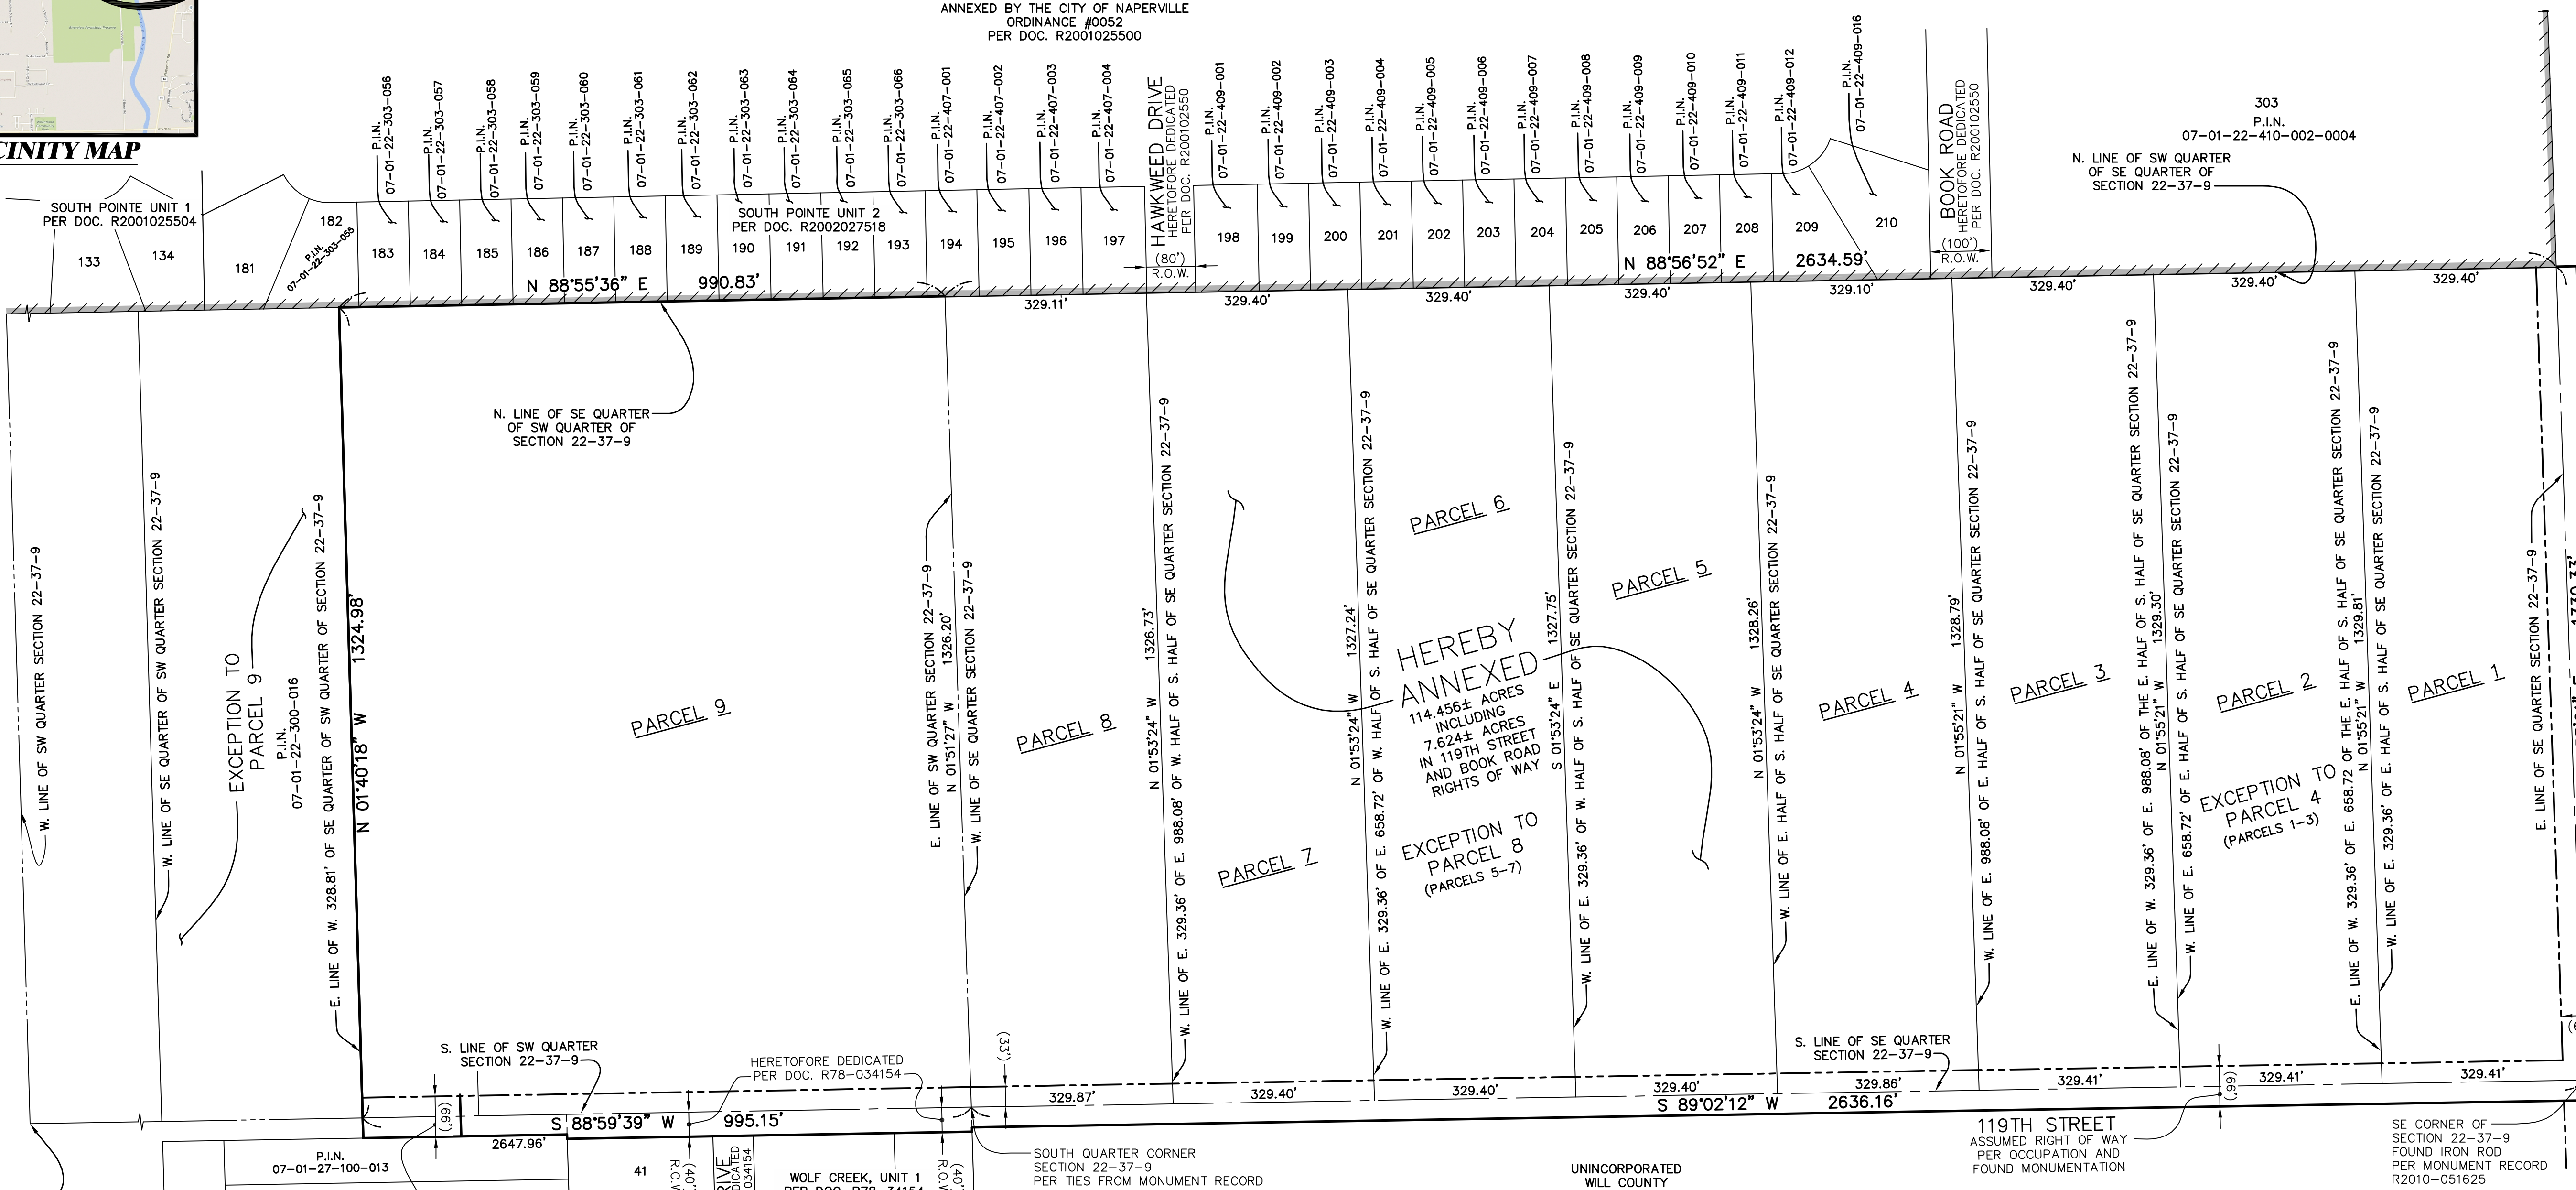 ANNEXED BY THE CITY OF NAPERVILLE
ORDINANCE #0052
PER DOC. R2001025500
CINITY MAP
P.I.N.
07-01-22-303-056
P.I.N.
07-01-22-303-057
P.I.N.
07-01-22-303-058
P.I.N.
07-01-22-303-059
P.I.N.
07-01-22-303-060
P.I.N.
07-01-22-303-061
P.I.N.
07-01-22-303-062
P.I.N.
07-01-22-303-063
P.I.N.
07-01-22-303-064
P.I.N.
07-01-22-303-065
P.I.N.
07-01-22-303-066
P.I.N.
07-01-22-407-001
P.I.N.
07-01-22-407-002
P.I.N.
07-01-22-407-003
P.I.N.
07-01-22-407-004
HAWKWEED DRIVE
HERETOFORE DEDICATED
PER DOC. R200102550
(80')
R.O.W.
P.I.N.
07-01-22-409-001
P.I.N.
07-01-22-409-002
P.I.N.
07-01-22-409-003
P.I.N.
07-01-22-409-004
P.I.N.
07-01-22-409-005
P.I.N.
07-01-22-409-006
P.I.N.
07-01-22-409-007
P.I.N.
07-01-22-409-008
P.I.N.
07-01-22-409-009
P.I.N.
07-01-22-409-010
P.I.N.
07-01-22-409-011
P.I.N.
07-01-22-409-012
P.I.N.
07-01-22-409-016
BOOK ROAD
HERETOFORE DEDICATED
PER DOC. R200102550
(100')
R.O.W.
303
P.I.N.
07-01-22-410-002-0004
N. LINE OF SW QUARTER
OF SE QUARTER OF
SECTION 22-37-9
SOUTH POINTE UNIT 1
PER DOC. R2001025504
133
134
181
182
P.I.N.
07-01-22-303-055
183
184
185
186
187
188
189
SOUTH POINTE UNIT 2
PER DOC. R2002027518
190
191
192
193
194
195
196
197
198
199
200
201
202
203
204
205
206
207
208
209
210
N 88°55'36" E 990.83'
N 88°56'52" E 2634.59'
329.11'
329.40'
329.40'
329.40'
329.10'
329.40'
329.40'
329.40'
N. LINE OF SE QUARTER
OF SW QUARTER OF
SECTION 22-37-9
W. LINE OF SW QUARTER SECTION 22-37-9
W. LINE OF SE QUARTER OF SW QUARTER SECTION 22-37-9
EXCEPTION TO
PARCEL 9
P.I.N.
07-01-22-300-016
E. LINE OF W. 328.81' OF SE QUARTER OF SW QUARTER OF SECTION 22-37-9
N 01°40'18" W 1324.98'
PARCEL 9
E. LINE OF SW QUARTER SECTION 22-37-9
N 01°51'27" W 1326.20'
W. LINE OF SE QUARTER SECTION 22-37-9
PARCEL 8
N 01°53'24" W 1326.73'
W. LINE OF E. 329.36' OF E. 988.08' OF W. HALF OF S. HALF OF SE QUARTER SECTION 22-37-9
PARCEL 7
N 01°53'24" W 1327.24'
W. LINE OF E. 329.36' OF E. 658.72' OF W. HALF OF S. HALF OF SE QUARTER SECTION 22-37-9
PARCEL 6
HEREBY
ANNEXED
114.456± ACRES
INCLUDING
7.624± ACRES
IN 119TH STREET
AND BOOK ROAD
RIGHTS OF WAY
EXCEPTION TO
PARCEL 8
(PARCELS 5-7)
S 01°53'24" E 1327.75'
W. LINE OF E. 329.36' OF W. HALF OF S. HALF OF SE QUARTER SECTION 22-37-9
PARCEL 5
N 01°53'24" W 1328.26'
W. LINE OF E. HALF OF S. HALF OF SE QUARTER SECTION 22-37-9
PARCEL 4
N 01°55'21" W 1328.79'
W. LINE OF E. 988.08' OF E. HALF OF S. HALF OF SE QUARTER SECTION 22-37-9
PARCEL 3
E. LINE OF W. 329.36' OF E. 988.08' OF THE E. HALF OF S. HALF OF SE QUARTER SECTION 22-37-9
N 01°55'21" W 1329.30'
W. LINE OF E. 658.72' OF E. HALF OF S. HALF OF SE QUARTER SECTION 22-37-9
PARCEL 2
EXCEPTION TO
PARCEL 4
(PARCELS 1-3)
E. LINE OF W. 329.36' OF E. 658.72 OF THE E. HALF OF S. HALF OF SE QUARTER SECTION 22-37-9
N 01°55'21" W 1329.81'
W. LINE OF E. 329.36' OF E. HALF OF S. HALF OF SE QUARTER SECTION 22-37-9
PARCEL 1
E. LINE OF SE QUARTER SECTION 22-37-9
1330.33'
S. LINE OF SW QUARTER
SECTION 22-37-9
HERETOFORE DEDICATED
PER DOC. R78-034154
(33')
S. LINE OF SE QUARTER
SECTION 22-37-9
(66')
(66')
329.87'
329.40'
329.40'
329.40'
329.86'
329.41'
329.41'
329.41'
S 88°59'39" W 995.15'
S 89°02'12" W 2636.16'
2647.96'
P.I.N.
07-01-27-100-013
41
(40')
WOLF CREEK, UNIT 1
PER DOC. R78-34154
(40')
SOUTH QUARTER CORNER
SECTION 22-37-9
PER TIES FROM MONUMENT RECORD
UNINCORPORATED
WILL COUNTY
119TH STREET
ASSUMED RIGHT OF WAY
PER OCCUPATION AND
FOUND MONUMENTATION
SE CORNER OF
SECTION 22-37-9
FOUND IRON ROD
PER MONUMENT RECORD
R2010-051625